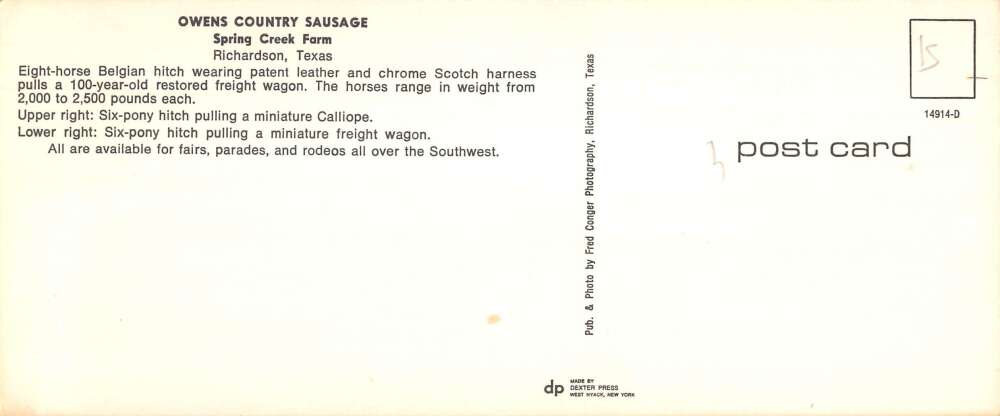 OWENS COUNTRY SAUSAGE
Spring Creek Farm
Richardson, Texas
Eight-horse Belgian hitch wearing patent leather and chrome Scotch harness
pulls a 100-year-old restored freight wagon. The horses range in weight from
2,000 to 2,500 pounds each.
Upper right: Six-pony hitch pulling a miniature Calliope.
Lower right: Six-pony hitch pulling a miniature freight wagon.
All are available for fairs, parades, and rodeos all over the Southwest.
Pub. & Photo by Fred Conger Photography, Richardson, Texas
dp
MADE BY
DEXTER PRESS
WEST NYACK, NEW YORK
14914-D
post card